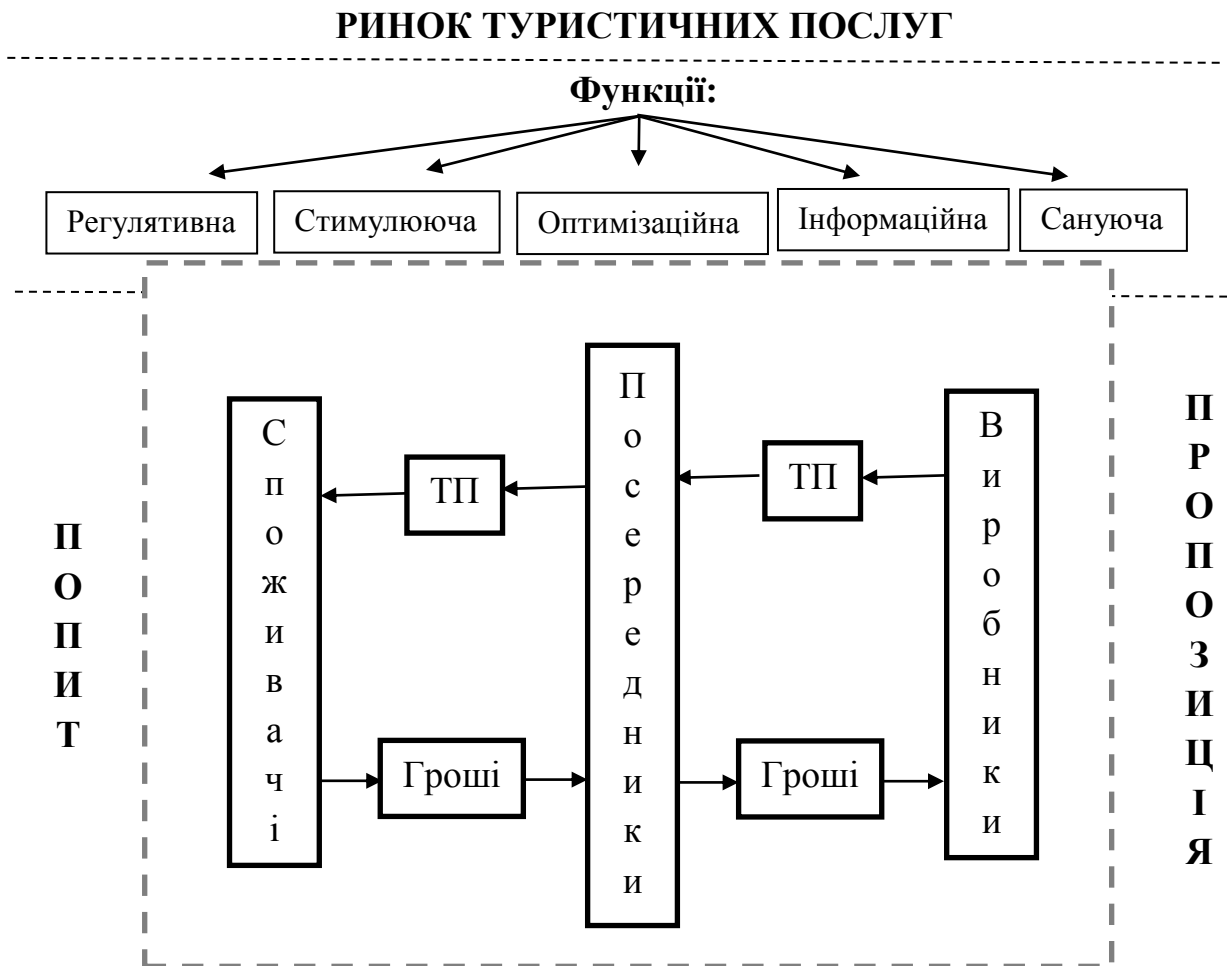 РИНОК ТУРИСТИЧНИХ ПОСЛУГ
Функції:
Регулятивна
Стимулююча
Оптимізаційна
Інформаційна
Сануюча
ПОПИТ
Споживачі
ТП
Гроші
Посередники
ТП
Гроші
Виробники
ПРОПОЗИЦІЯ